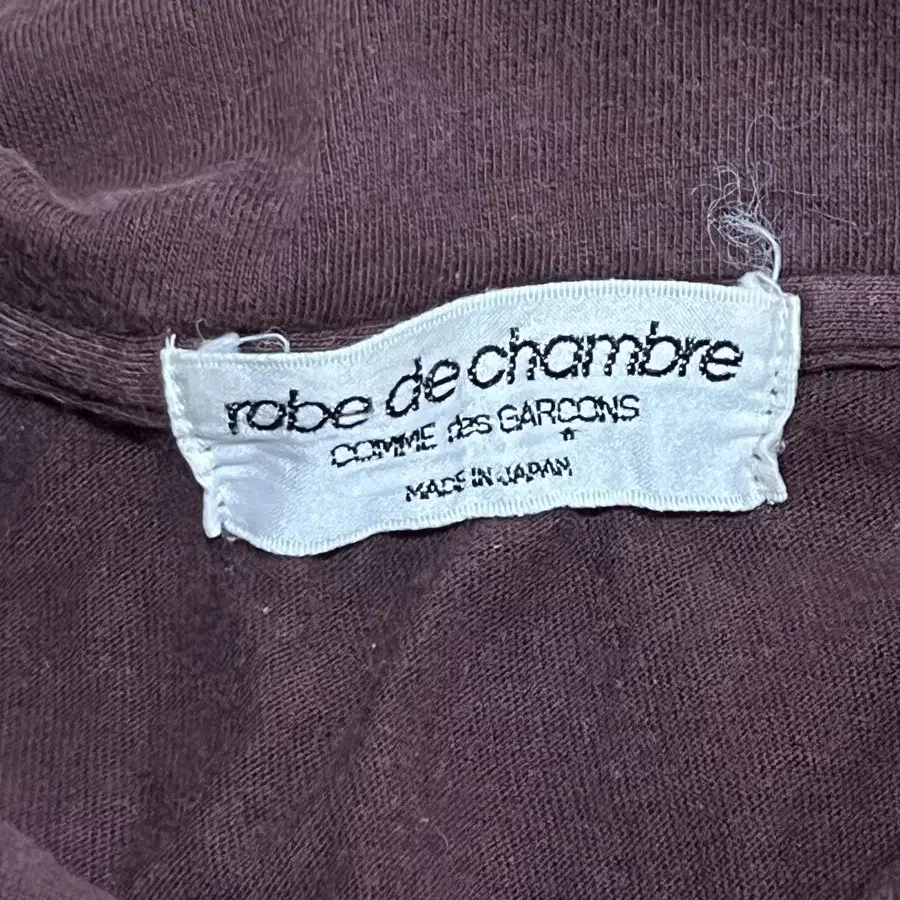 robe de chambre
COMME des GARCONS
MADE IN JAPAN